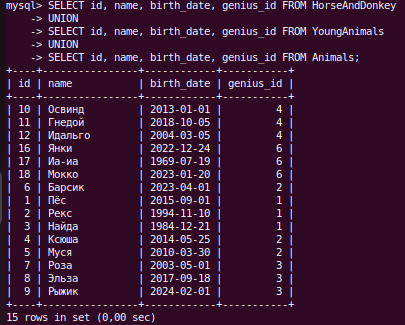 mysql> SELECT id, name, birth_date, genius_id FROM HorseAndDonkey
    -> UNION
    -> SELECT id, name, birth_date, genius_id FROM YoungAnimals
    -> UNION
    -> SELECT id, name, birth_date, genius_id FROM Animals;
+----+----------------+------------+-----------+
| id | name           | birth_date | genius_id |
+----+----------------+------------+-----------+
| 10 | Освинд         | 2013-01-01 |         4 |
| 11 | Гнедой         | 2018-10-05 |         4 |
| 12 | Идальго        | 2004-03-05 |         4 |
| 16 | Янки           | 2022-12-24 |         6 |
| 17 | Иа-иа          | 1969-07-19 |         6 |
| 18 | Мокко          | 2023-01-20 |         6 |
|  6 | Барсик         | 2023-04-01 |         2 |
|  1 | Пёс            | 2015-09-01 |         1 |
|  2 | Рекс           | 1994-11-10 |         1 |
|  3 | Найда          | 1984-12-21 |         1 |
|  4 | Ксюша          | 2014-05-25 |         2 |
|  5 | Муся           | 2010-03-30 |         2 |
|  7 | Роза           | 2003-05-01 |         3 |
|  8 | Эльза          | 2017-09-18 |         3 |
|  9 | Рыжик          | 2024-02-01 |         3 |
+----+----------------+------------+-----------+
15 rows in set (0,00 sec)